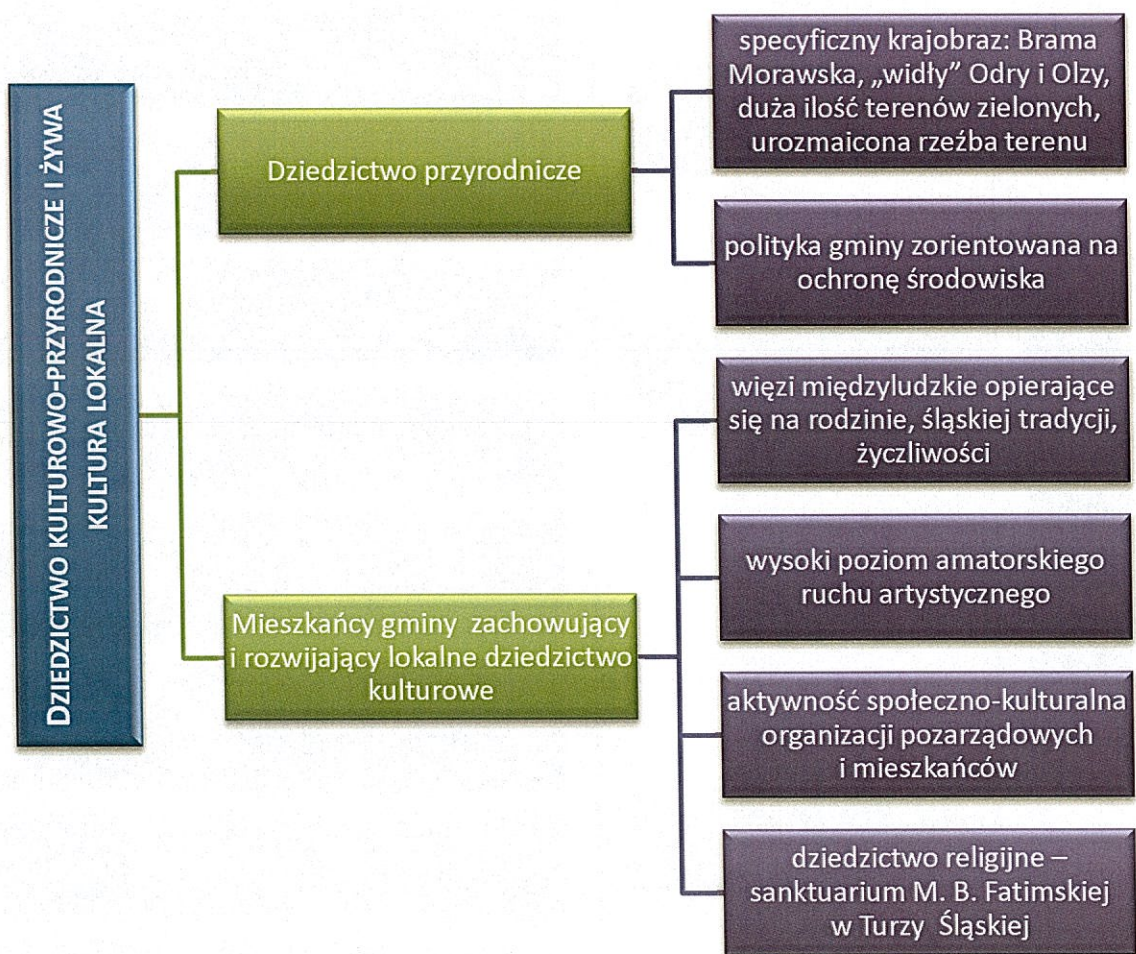 DZIEDZICTWO KULTUROWO-PRZYRODNICZE I ŻYWA
KULTURA LOKALNA
Dziedzictwo przyrodnicze
specyficzny krajobraz: Brama
Morawska, „widły” Odry i Olzy,
duża ilość terenów zielonych,
urozmaicona rzeźba terenu
polityka gminy zorientowana na
ochronę środowiska
Mieszkańcy gminy zachowujący
i rozwijający lokalne dziedzictwo
kulturowe
więzi międzyludzkie opierające
się na rodzinie, śląskiej tradycji,
życzliwości
wysoki poziom amatorskiego
ruchu artystycznego
aktywność społeczno-kulturalna
organizacji pozarządowych
i mieszkańców
dziedzictwo religijne –
sanktuarium M. B. Fatimskiej
w Turzy Śląskiej